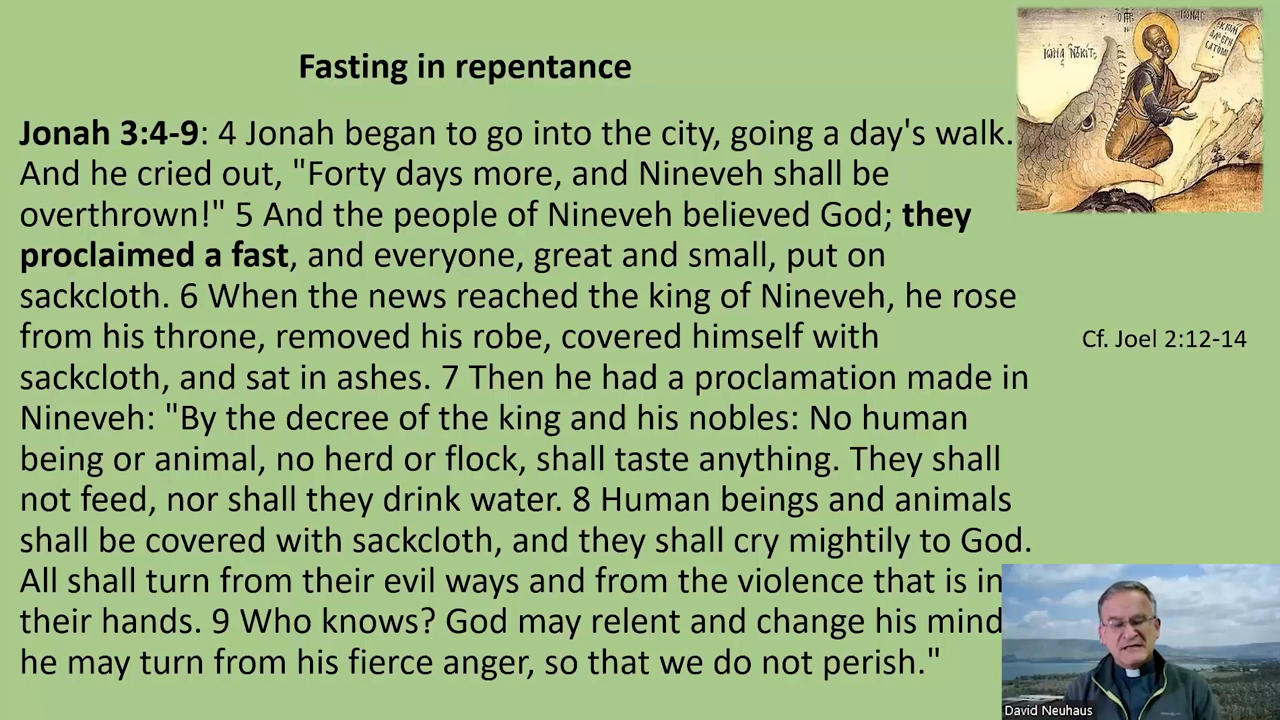 Fasting in repentance
Jonah 3:4-9: 4 Jonah began to go into the city, going a day's walk.
And he cried out, "Forty days more, and Nineveh shall be
overthrown!" 5 And the people of Nineveh believed God; they
proclaimed a fast, and everyone, great and small, put on
sackcloth. 6 When the news reached the king of Nineveh, he rose
from his throne, removed his robe, covered himself with
sackcloth, and sat in ashes. 7 Then he had a proclamation made in
Nineveh: "By the decree of the king and his nobles: No human
being or animal, no herd or flock, shall taste anything. They shall
not feed, nor shall they drink water. 8 Human beings and animals
shall be covered with sackcloth, and they shall cry mightily to God.
All shall turn from their evil ways and from the violence that is in
their hands. 9 Who knows? God may relent and change his mind
he may turn from his fierce anger, so that we do not perish."
Cf. Joel 2:12-14
David Neuhaus